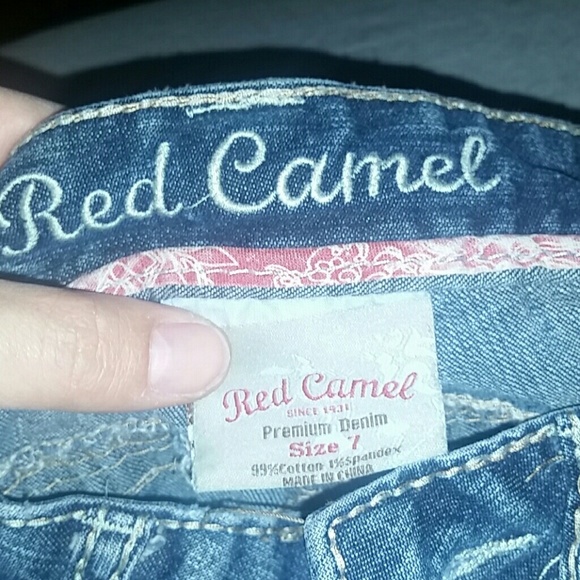 Red Camel
Red Camel
SINCE 1931
Premium Denim
Size 7
99%Cotton 1%Spandex
MADE IN CHINA